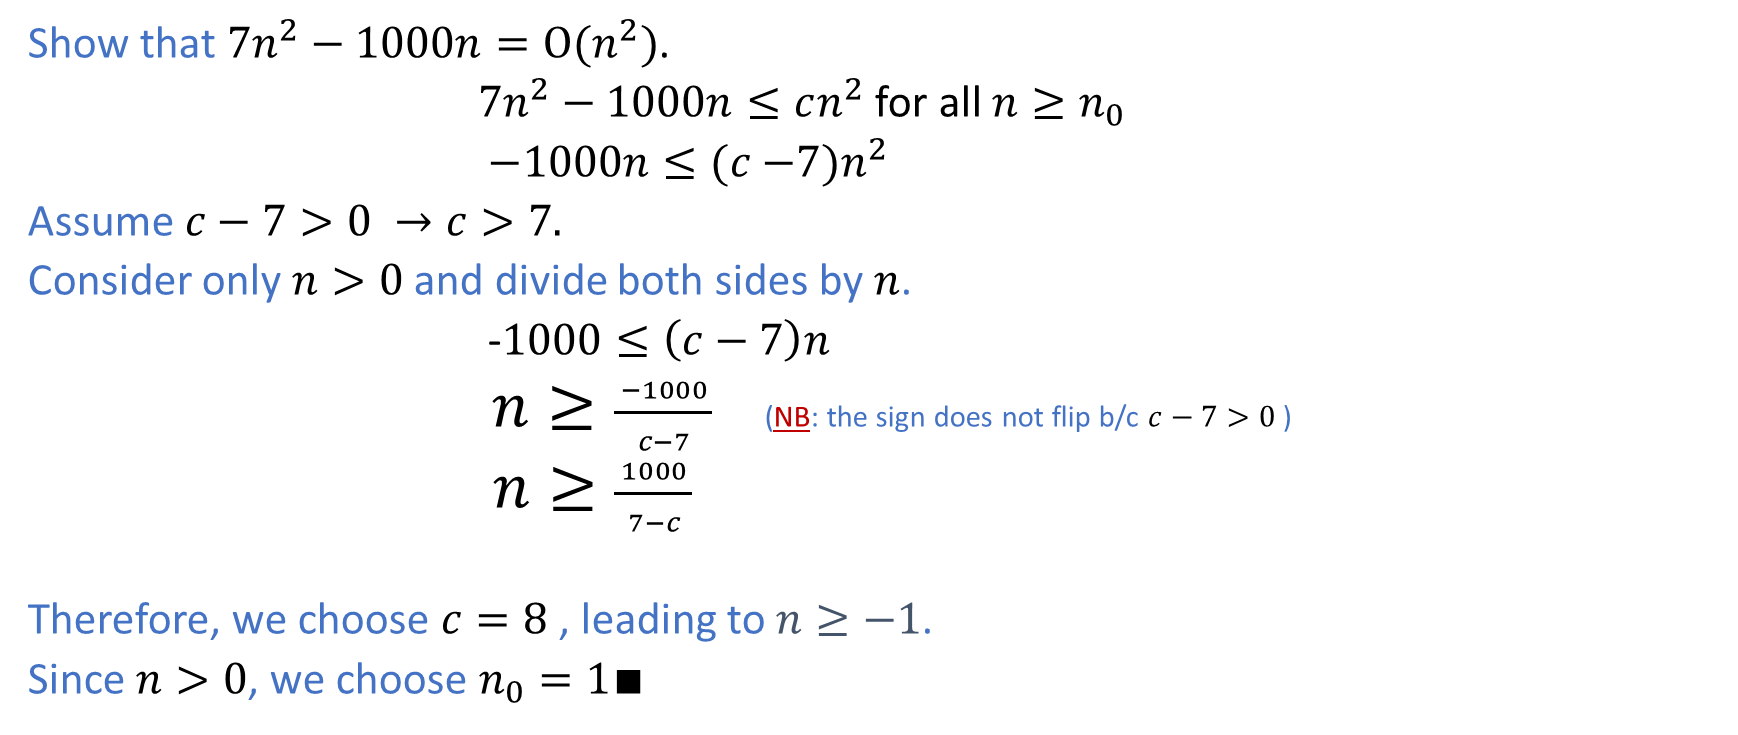 Show that 7n² − 1000n = O(n²).
7n² − 1000n ≤ cn² for all n ≥ n₀
−1000n ≤ (c −7)n²
Assume c − 7 > 0 → c > 7.
Consider only n > 0 and divide both sides by n.
-1000 ≤ (c − 7)n
n ≥ −1000/c−7 (NB: the sign does not flip b/c c − 7 > 0 )
n ≥ 1000/7−c
Therefore, we choose c = 8 , leading to n ≥ −1.
Since n > 0, we choose n₀ = 1■